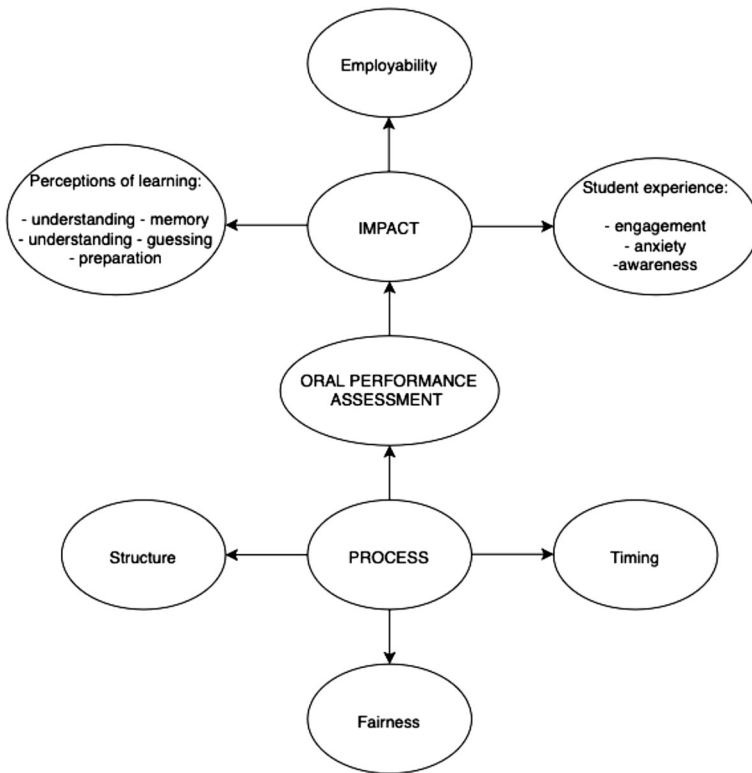 Employability
Perceptions of learning:
- understanding - memory
- understanding - guessing
- preparation
IMPACT
Student experience:
- engagement
- anxiety
-awareness
ORAL PERFORMANCE
ASSESSMENT
Structure
PROCESS
Timing
Fairness